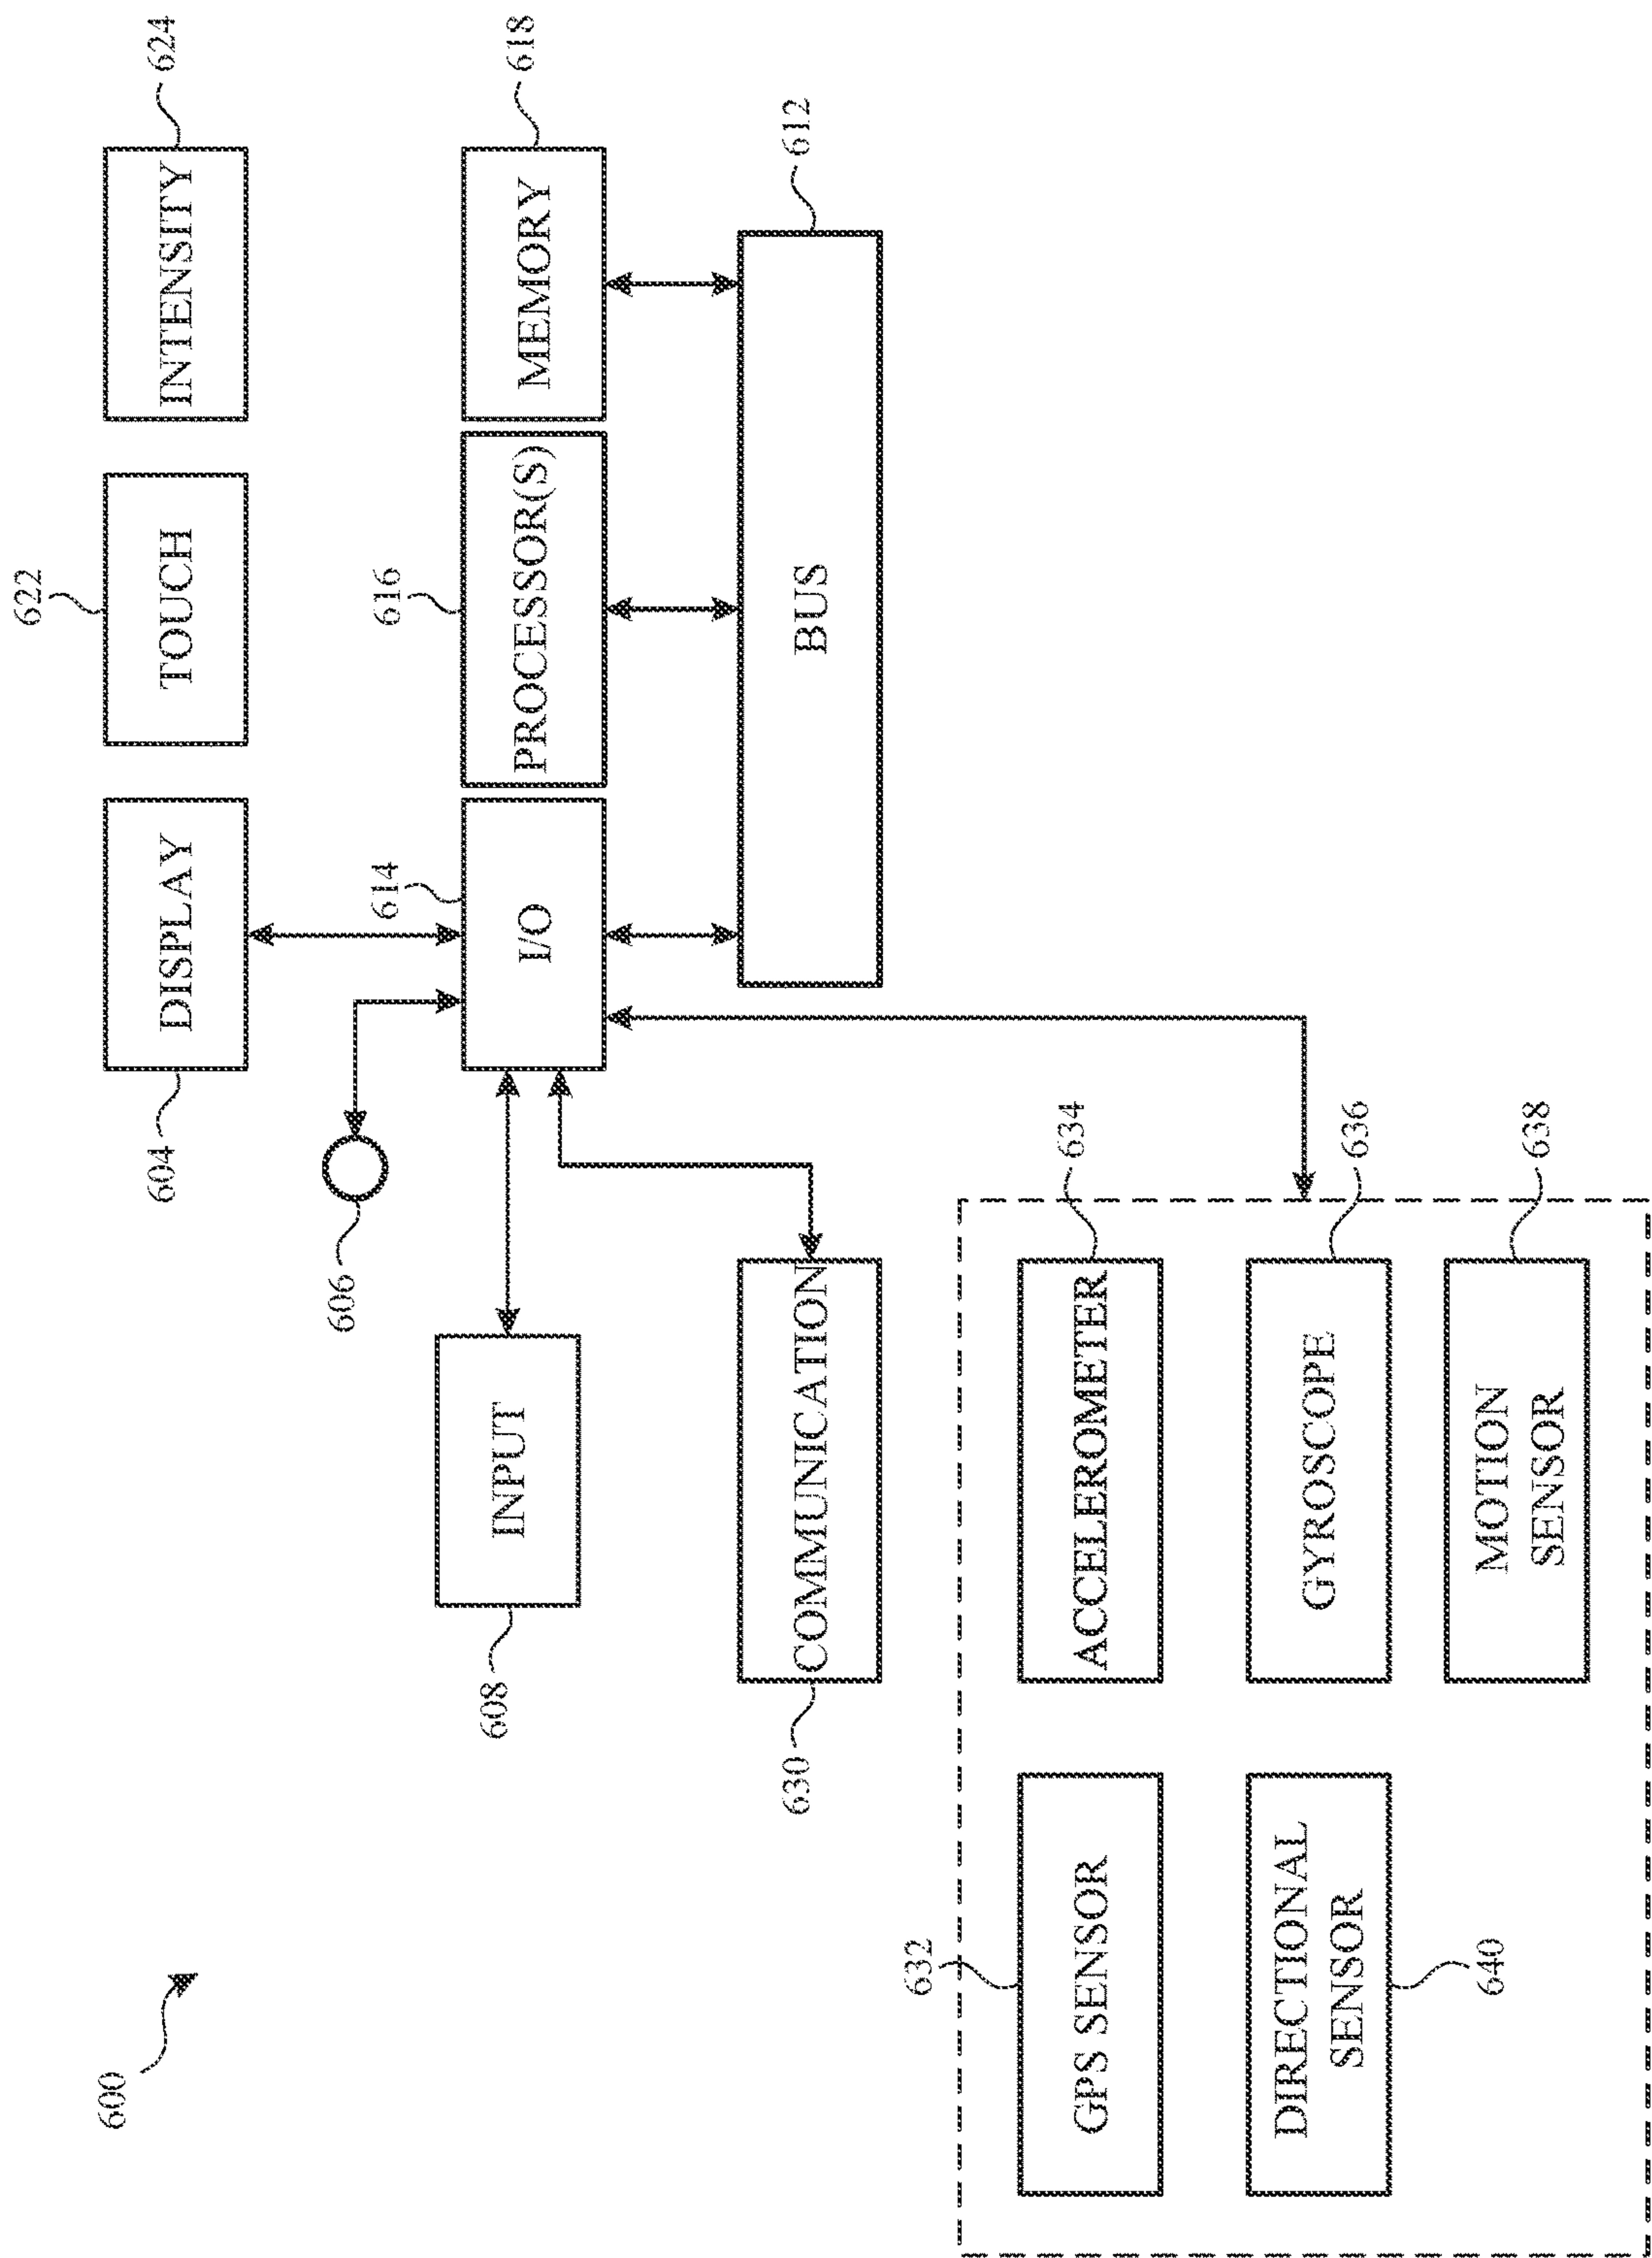 600
604
DISPLAY
622
TOUCH
INTENSITY
624
606
608
INPUT
614
I/O
616
PROCESSOR(S)
MEMORY
618
630
COMMUNICATION
BUS
612
632
GPS SENSOR
ACCELEROMETER
634
DIRECTIONAL
SENSOR
640
GYROSCOPE
636
MOTION
SENSOR
638